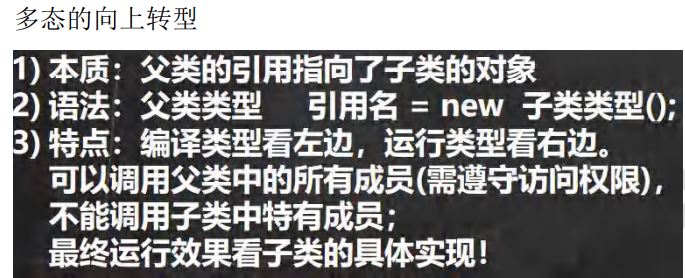 多态的向上转型
1) 本质：父类的引用指向了子类的对象
2) 语法：父类类型 引用名 = new 子类类型();
3) 特点：编译类型看左边，运行类型看右边。
可以调用父类中的所有成员(需遵守访问权限)，
不能调用子类中特有成员；
最终运行效果看子类的具体实现！